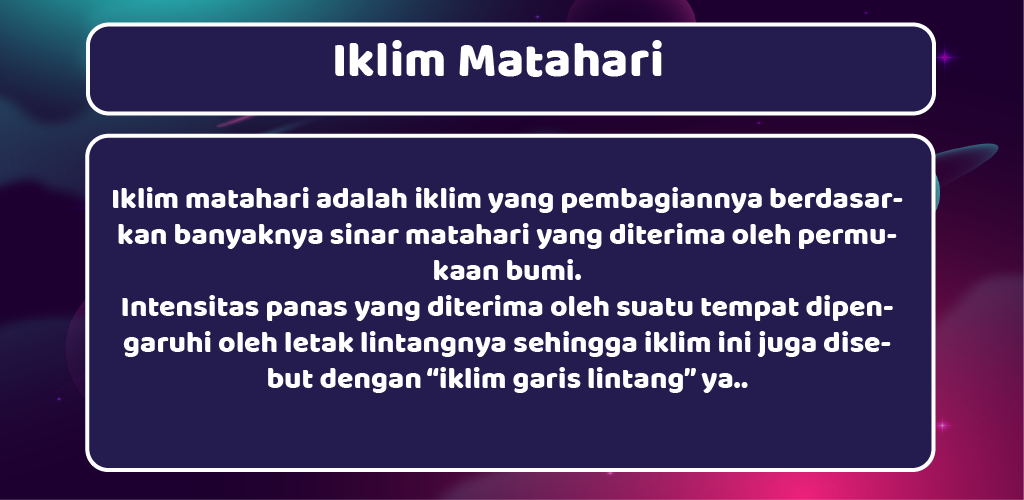 Iklim Matahari
Iklim matahari adalah iklim yang pembagiannya berdasar-
kan banyaknya sinar matahari yang diterima oleh permu-
kaan bumi.
Intensitas panas yang diterima oleh suatu tempat dipen-
garuhi oleh letak lintangnya sehingga iklim ini juga dise-
but dengan “iklim garis lintang” ya..